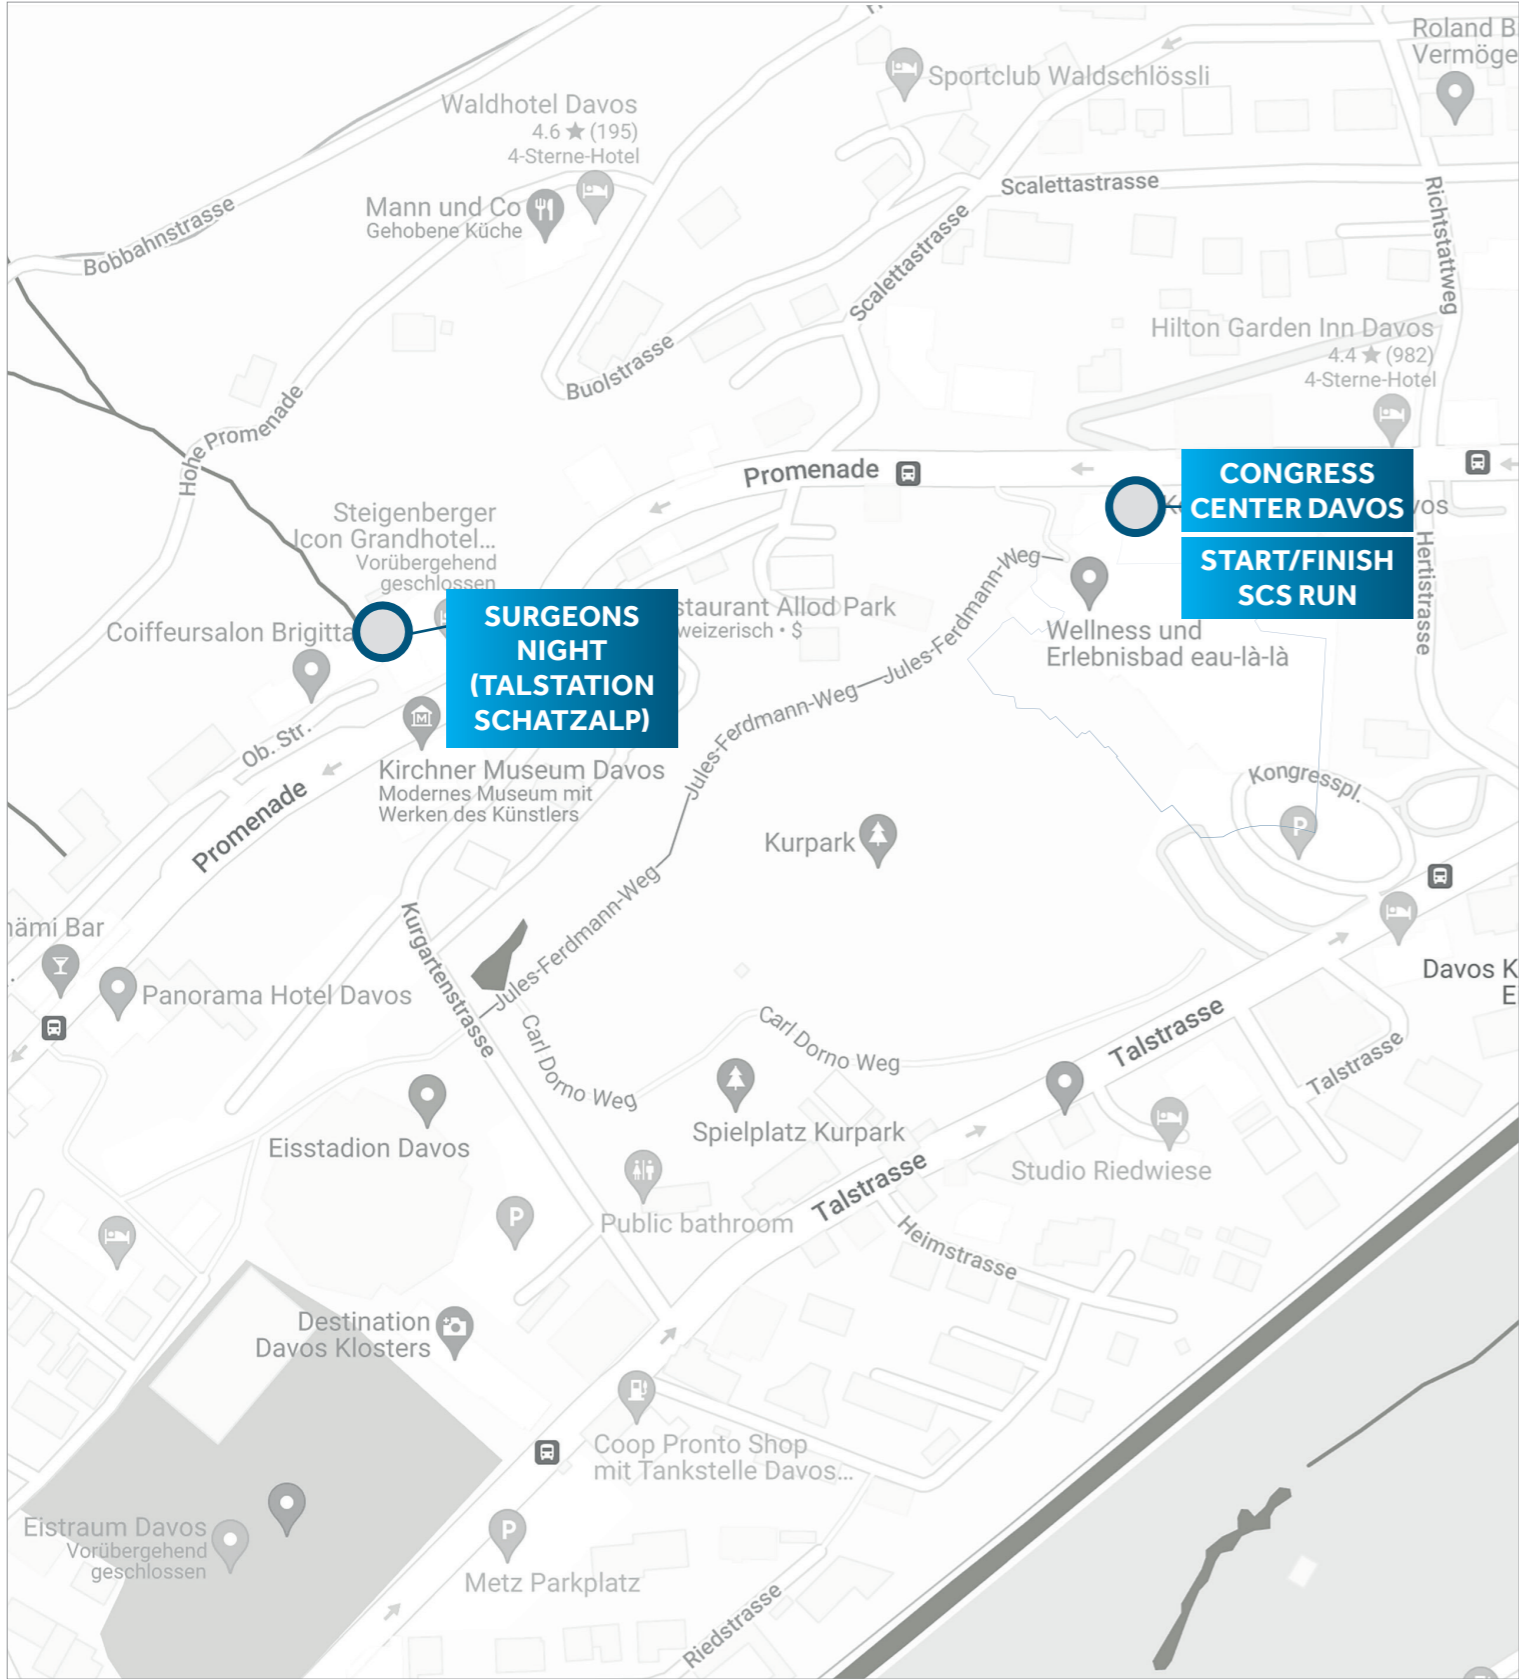 Roland B
Vermöge
Sportclub Waldschlössli
Waldhotel Davos
4.6 ★ (195)
4-Sterne-Hotel
Mann und Co
Gehobene Küche
Scalettastrasse
Scalettastrasse
Richtstattweg
Bobbahnstrasse
Buolstrasse
Hilton Garden Inn Davos
4.4 ★ (982)
4-Sterne-Hotel
Hohe Promenade
Promenade
CONGRESS
CENTER DAVOS
vos
START/FINISH
SCS RUN
Hertistrasse
Steigenberger
Icon Grandhotel...
Vorübergehend
geschlossen
Coiffeursalon Brigitta
SURGEONS
NIGHT
(TALSTATION
SCHATZALP)
staurant Allod Park
weizerisch • $
Jules-Ferdmann-Weg
Jules-Ferdmann-Weg
Jules-Ferdmann-Weg
Wellness und
Erlebnisbad eau-là-là
Ob. Str.
Kirchner Museum Davos
Modernes Museum mit
Werken des Künstlers
Promenade
Kongresspl.
P
Kurpark
Jules-Ferdmann-Weg
Kurgartenstrasse
ämi Bar
Panorama Hotel Davos
Davos K
E
Carl Dorno Weg
Carl Dorno Weg
Talstrasse
Talstrasse
Eisstadion Davos
Spielplatz Kurpark
Studio Riedwiese
Talstrasse
P
Public bathroom
Heimstrasse
Destination
Davos Klosters
Coop Pronto Shop
mit Tankstelle Davos...
Eistraum Davos
Vorübergehend
geschlossen
P
Metz Parkplatz
Riedstrasse